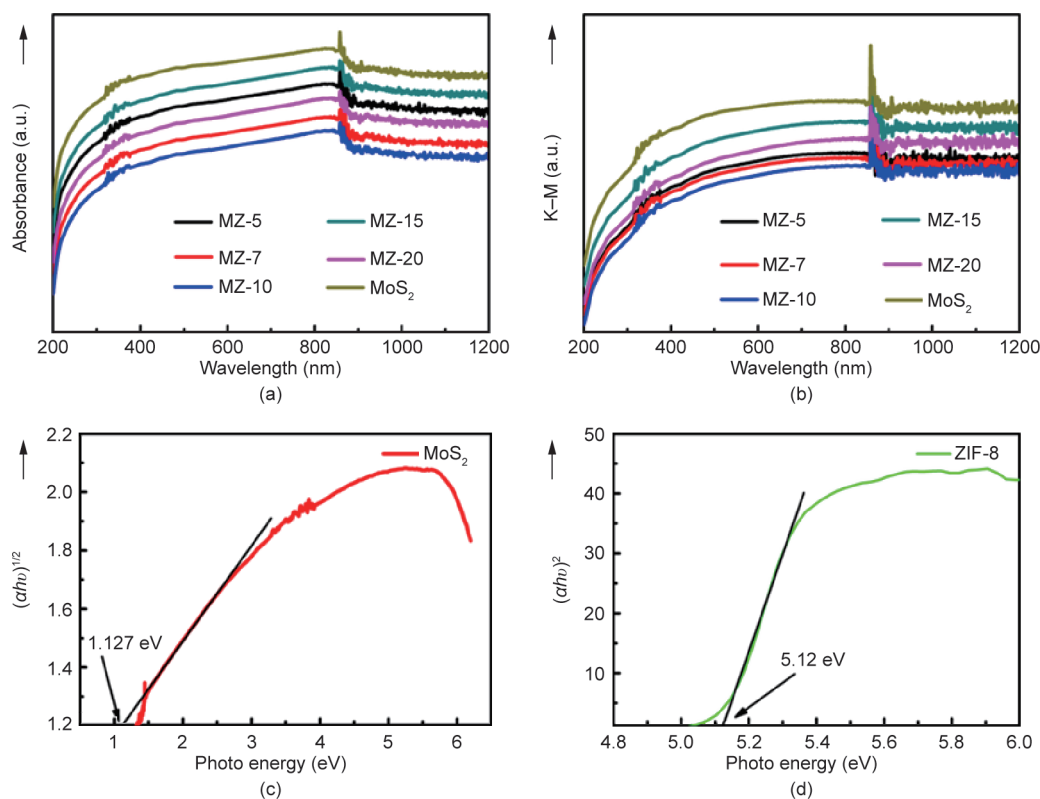 Absorbance (a.u.)
MZ-5
MZ-7
MZ-10
MZ-15
MZ-20
MoS₂
200 400 600 800 1000 1200
Wavelength (nm)
(a)
K–M (a.u.)
MZ-5
MZ-7
MZ-10
MZ-15
MZ-20
MoS₂
200 400 600 800 1000 1200
Wavelength (nm)
(b)
(αhυ)¹/²
2.2
2.0
1.8
1.6
1.4
1.2
MoS₂
1.127 eV
1 2 3 4 5 6
Photo energy (eV)
(c)
(αhυ)²
50
40
30
20
10
ZIF-8
5.12 eV
4.8 5.0 5.2 5.4 5.6 5.8 6.0
Photo energy (eV)
(d)